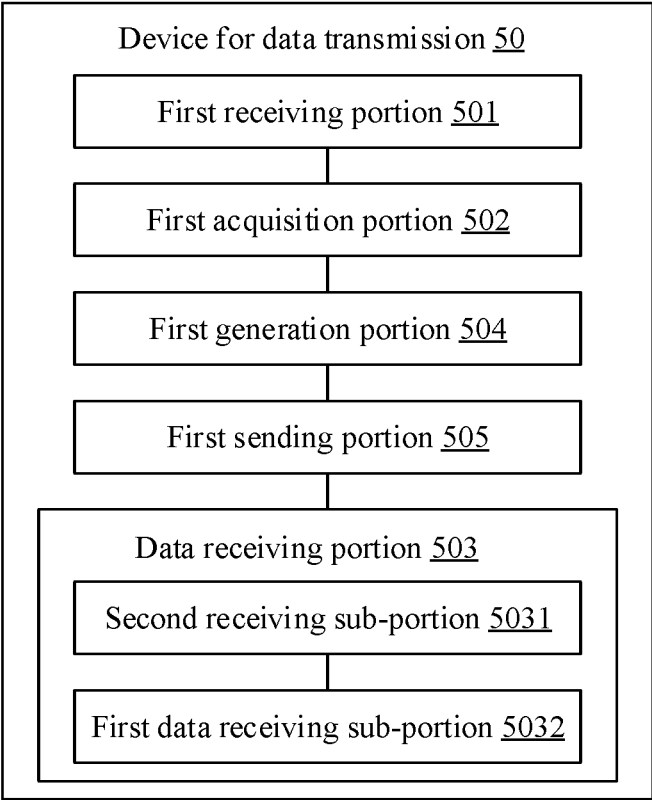 Device for data transmission 50
First receiving portion 501
First acquisition portion 502
First generation portion 504
First sending portion 505
Data receiving portion 503
Second receiving sub-portion 5031
First data receiving sub-portion 5032